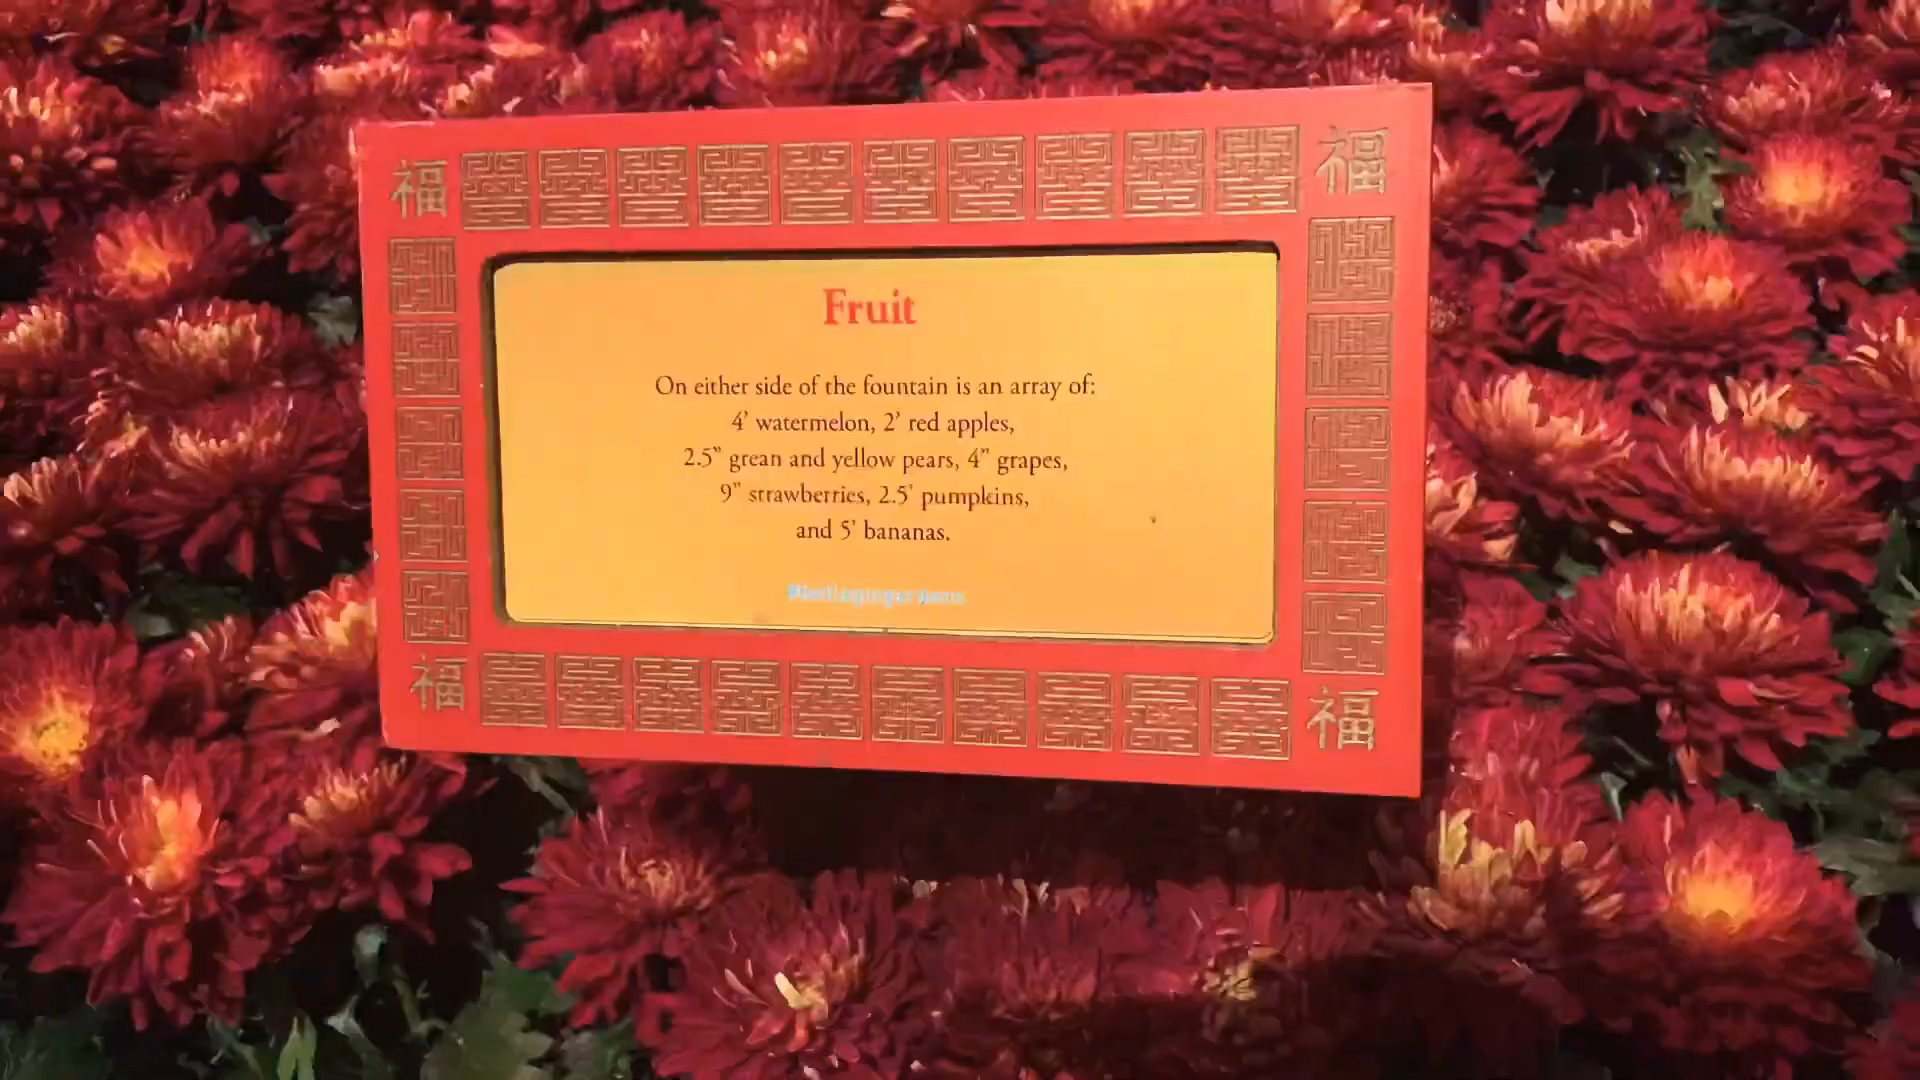 福 福
Fruit
On either side of the fountain is an array of:
4' watermelon, 2' red apples,
2.5" grean and yellow pears, 4" grapes,
9" strawberries, 2.5' pumpkins,
and 5' bananas.
福 福